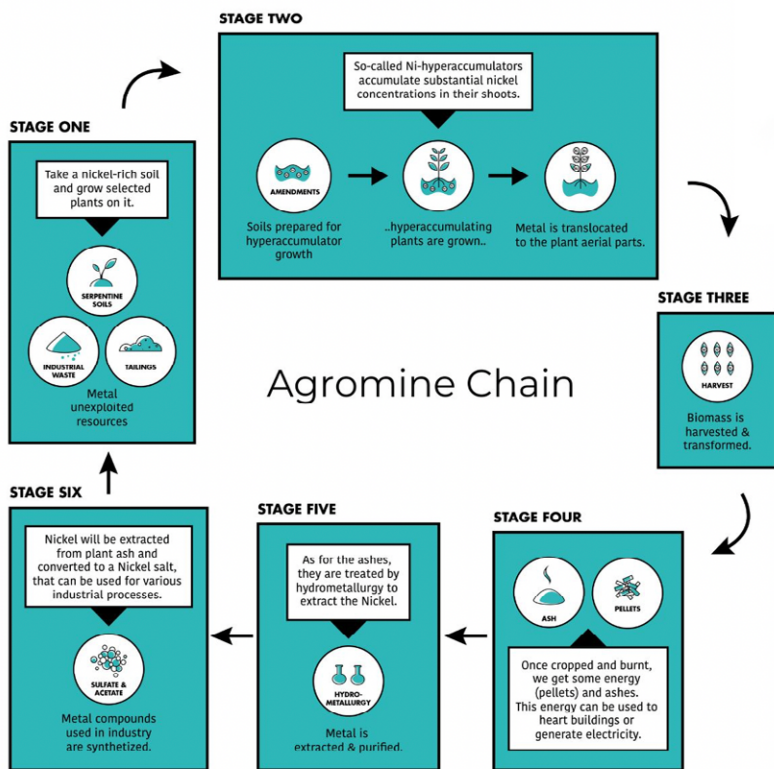 STAGE ONE
Take a nickel-rich soil
and grow selected
plants on it.
SERPENTINE
SOILS
INDUSTRIAL
WASTE
TAILINGS
Metal
unexploited
resources
STAGE TWO
So-called Ni-hyperaccumulators
accumulate substantial nickel
concentrations in their shoots.
AMENDMENTS
Soils prepared for
hyperaccumulator
growth
..hyperaccumulating
plants are grown..
Metal is translocated
to the plant aerial parts.
STAGE THREE
HARVEST
Biomass is
harvested &
transformed.
Agromine Chain
STAGE FOUR
ASH
PELLETS
Once cropped and burnt,
we get some energy
(pellets) and ashes.
This energy can be used to
heart buildings or
generate electricity.
STAGE FIVE
As for the ashes,
they are treated by
hydrometallurgy to
extract the Nickel.
HYDRO-
METALLURGY
Metal is
extracted & purified.
STAGE SIX
Nickel will be extracted
from plant ash and
converted to a Nickel salt,
that can be used for various
industrial processes.
SULFATE &
ACETATE
Metal compounds
used in industry
are synthetized.